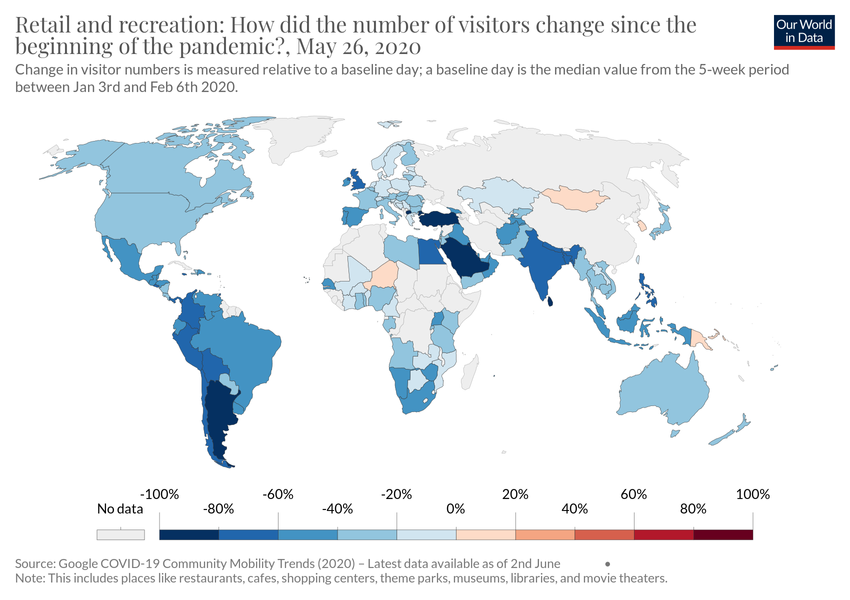 Retail and recreation: How did the number of visitors change since the
beginning of the pandemic?, May 26, 2020
Our World
in Data
Change in visitor numbers is measured relative to a baseline day; a baseline day is the median value from the 5-week period
between Jan 3rd and Feb 6th 2020.
-100% -60% -20% 20% 60% 100%
No data -80% -40% 0% 40% 80%
Source: Google COVID-19 Community Mobility Trends (2020) – Latest data available as of 2nd June •
Note: This includes places like restaurants, cafes, shopping centers, theme parks, museums, libraries, and movie theaters.